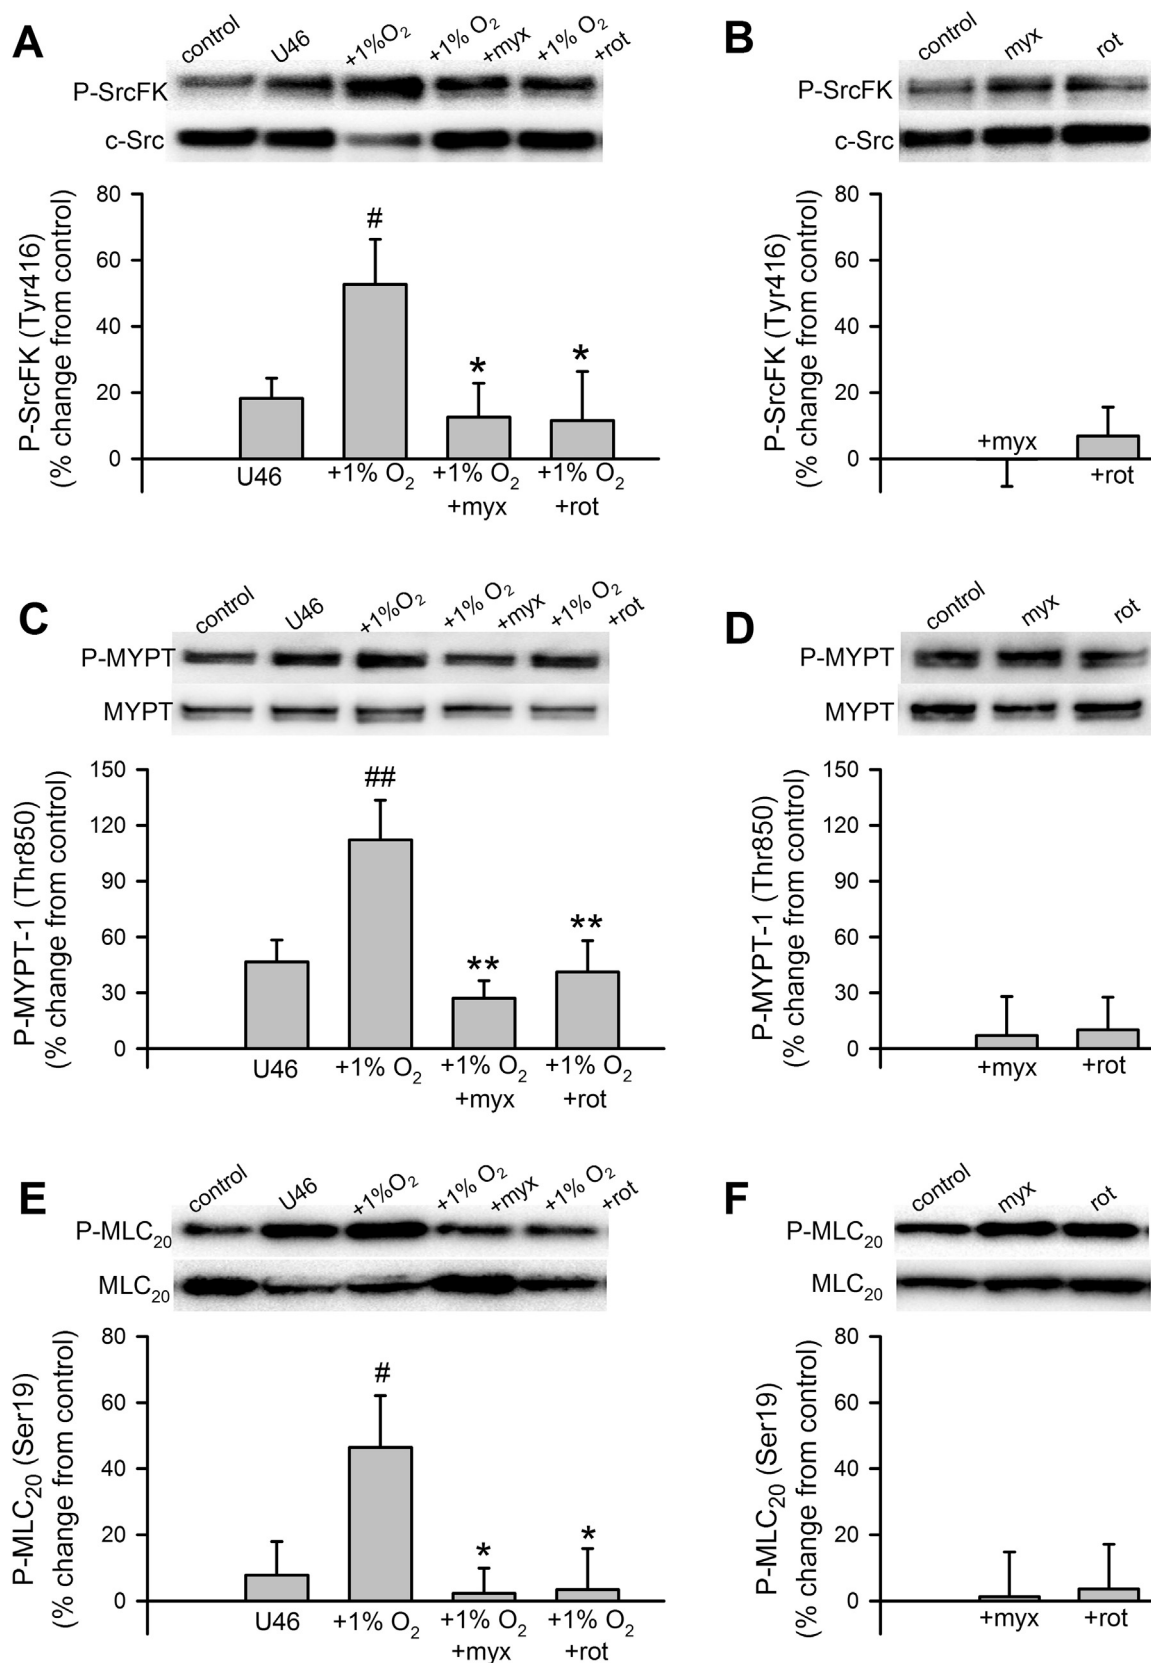 A
control U46 +1%O2 +1% O2 +myx +1% O2 +rot
P-SrcFK
c-Src
P-SrcFK (Tyr416)
(% change from control)
80
60
40
20
0
#
*
*
U46 +1% O2 +1% O2 +1% O2
+myx +rot
B
control myx rot
P-SrcFK
c-Src
P-SrcFK (Tyr416)
(% change from control)
80
60
40
20
0
+myx
+rot
C
control U46 +1%O2 +1% O2 +myx +1% O2 +rot
P-MYPT
MYPT
P-MYPT-1 (Thr850)
(% change from control)
150
120
90
60
30
0
##
**
**
U46 +1% O2 +1% O2 +1% O2
+myx +rot
D
control myx rot
P-MYPT
MYPT
P-MYPT-1 (Thr850)
(% change from control)
150
120
90
60
30
0
+myx +rot
E
control U46 +1%O2 +1% O2 +myx +1% O2 +rot
P-MLC20
MLC20
P-MLC20 (Ser19)
(% change from control)
80
60
40
20
0
#
*
*
U46 +1% O2 +1% O2 +1% O2
+myx +rot
F
control myx rot
P-MLC20
MLC20
P-MLC20 (Ser19)
(% change from control)
80
60
40
20
0
+myx +rot